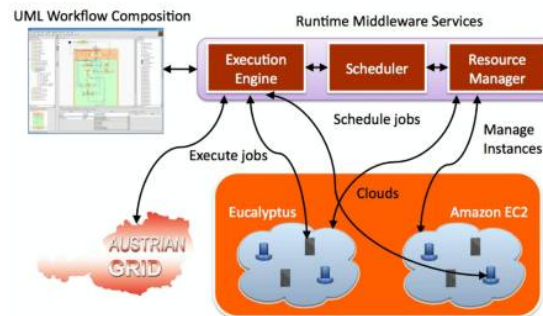 UML Workflow Composition
Runtime Middleware Services
Execution
Engine
Scheduler
Resource
Manager
Schedule jobs
Manage
Instances
Execute jobs
Eucalyptus
Clouds
Amazon EC2
AUSTRIAN
GRID